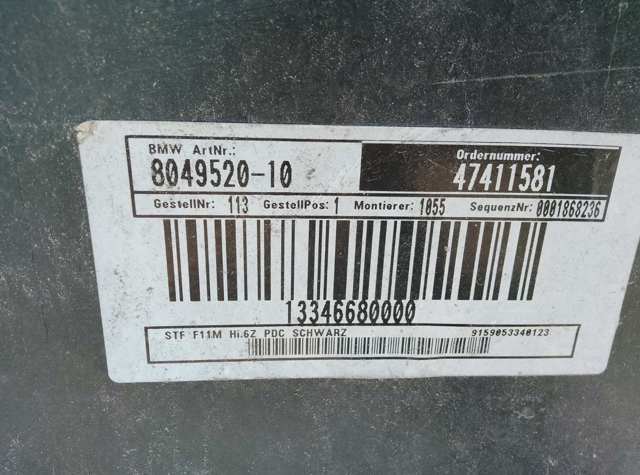 BMW ArtNr.: Ordernummer:
8049520-10 47411581
GestellNr: 113 GestellPos: 1 Montierer: 1055 SequenzNr: 0001868236
13346680000
STF F11M Hi.6Z PDC SCHWARZ 9159053340123